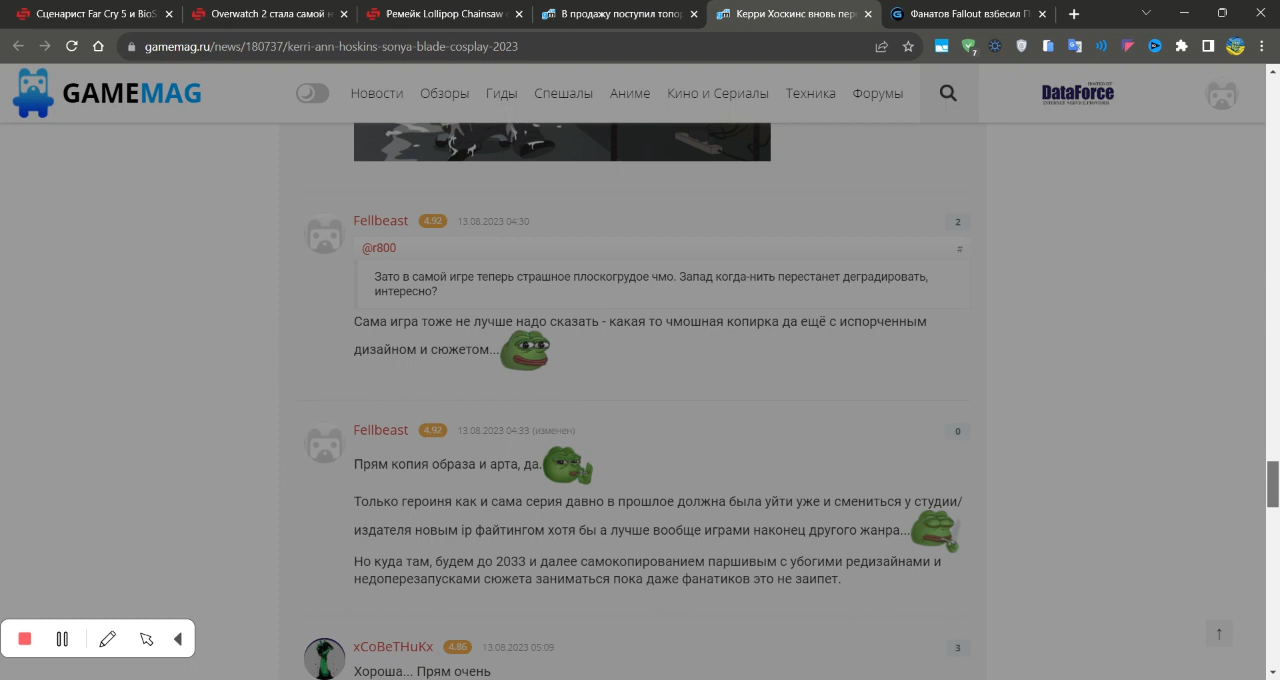 Сценарист Far Cry 5 и BioS
Overwatch 2 стала самой н
Ремейк Lollipop Chainsaw
В продажу поступил топор
Керри Хоскинс вновь пере
Фанатов Fallout взбесил П
gamemag.ru/news/180737/kerri-ann-hoskins-sonya-blade-cosplay-2023
7
GAMEMAG
Новости Обзоры Гиды Спешалы Аниме Кино и Сериалы Техника Форумы
DataForce
Fellbeast 4.92 13.08.2023 04:30 2
@r800 #
Зато в самой игре теперь страшное плоскогрудое чмо. Запад когда-нить перестанет деградировать,
интересно?
Сама игра тоже не лучше надо сказать - какая то чмошная копирка да ещё с испорченным
дизайном и сюжетом...
Fellbeast 4.92 13.08.2023 04:33 (изменен) 0
Прям копия образа и арта, да.
Только героиня как и сама серия давно в прошлое должна была уйти уже и смениться у студии/
издателя новым ip файтингом хотя бы а лучше вообще играми наконец другого жанра...
Но куда там, будем до 2033 и далее самокопированием паршивым с убогими редизайнами и
недоперезапусками сюжета заниматься пока даже фанатиков это не заипет.
xCoBeTHuKx 4.86 13.08.2023 05:09 3
Хороша... Прям очень